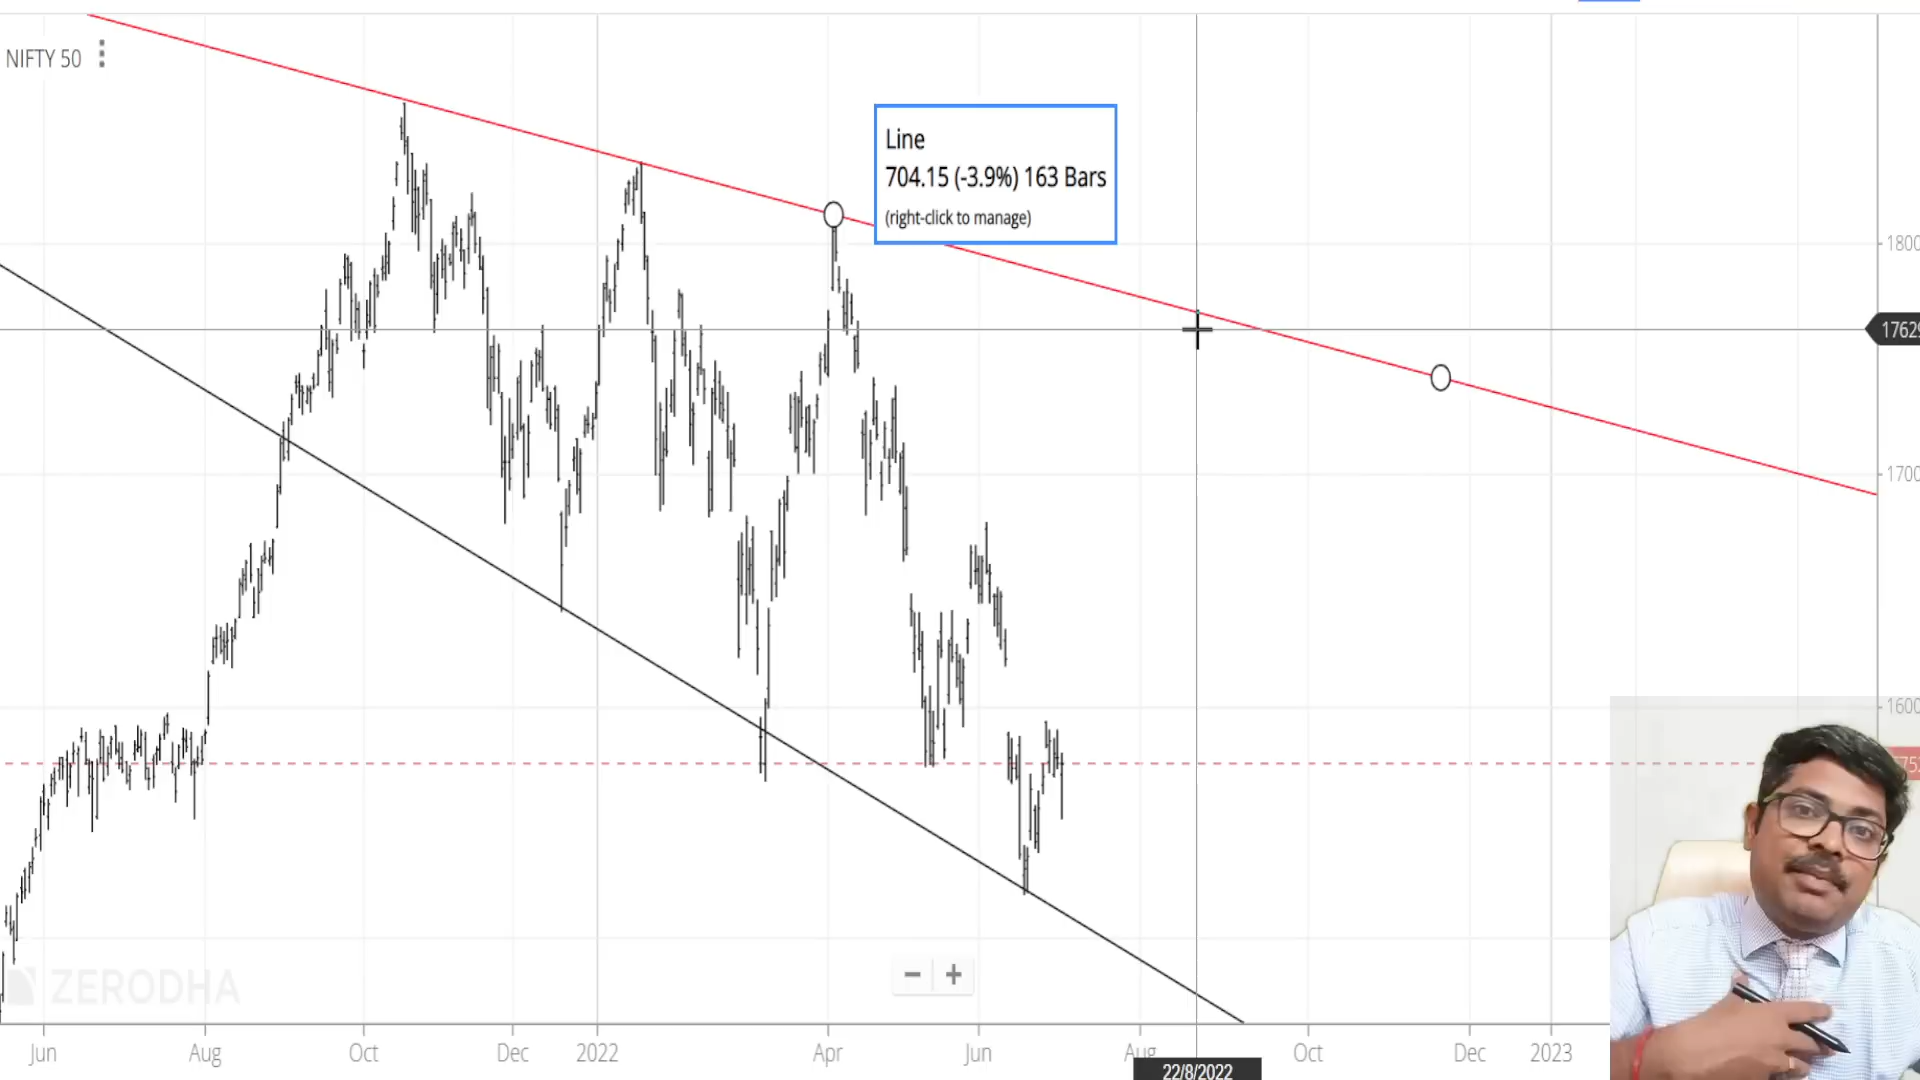 NIFTY 50
Line
704.15 (-3.9%) 163 Bars
(right-click to manage)
1800
17629
1700
1600
ZERODHA
− +
Jun Aug Oct Dec 2022 Apr Jun Aug Oct Dec 2023
22/8/2022